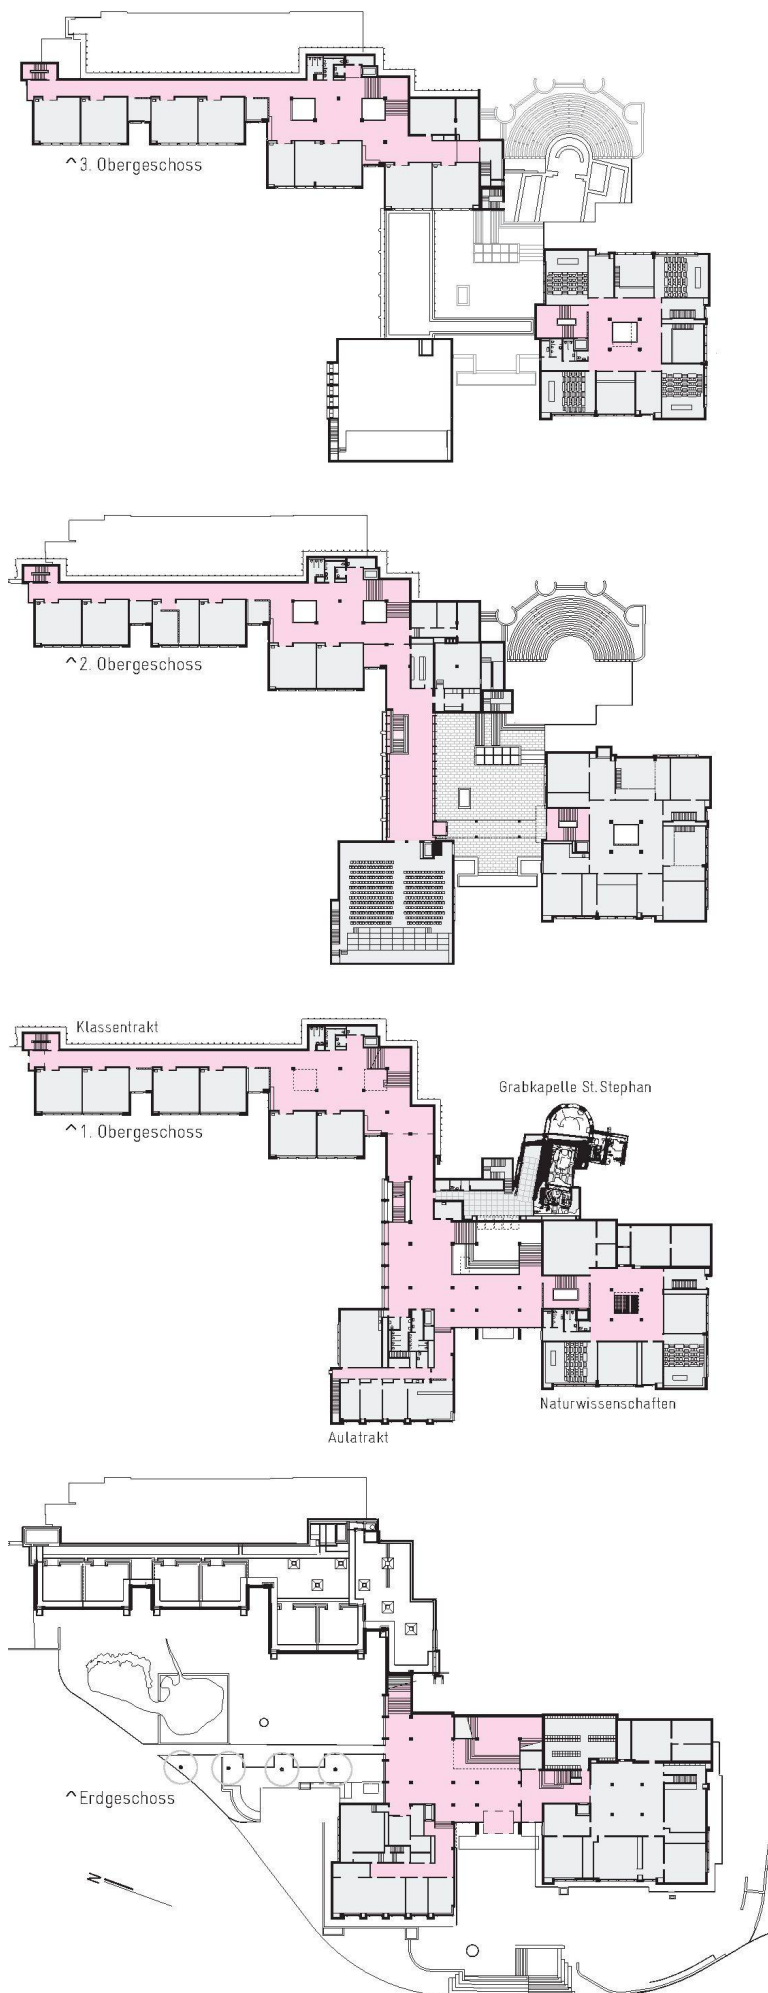 ^3. Obergeschoss
^2. Obergeschoss
Klassentrakt
Grabkapelle St. Stephan
^1. Obergeschoss
Naturwissenschaften
Aulatrakt
^Erdgeschoss
N